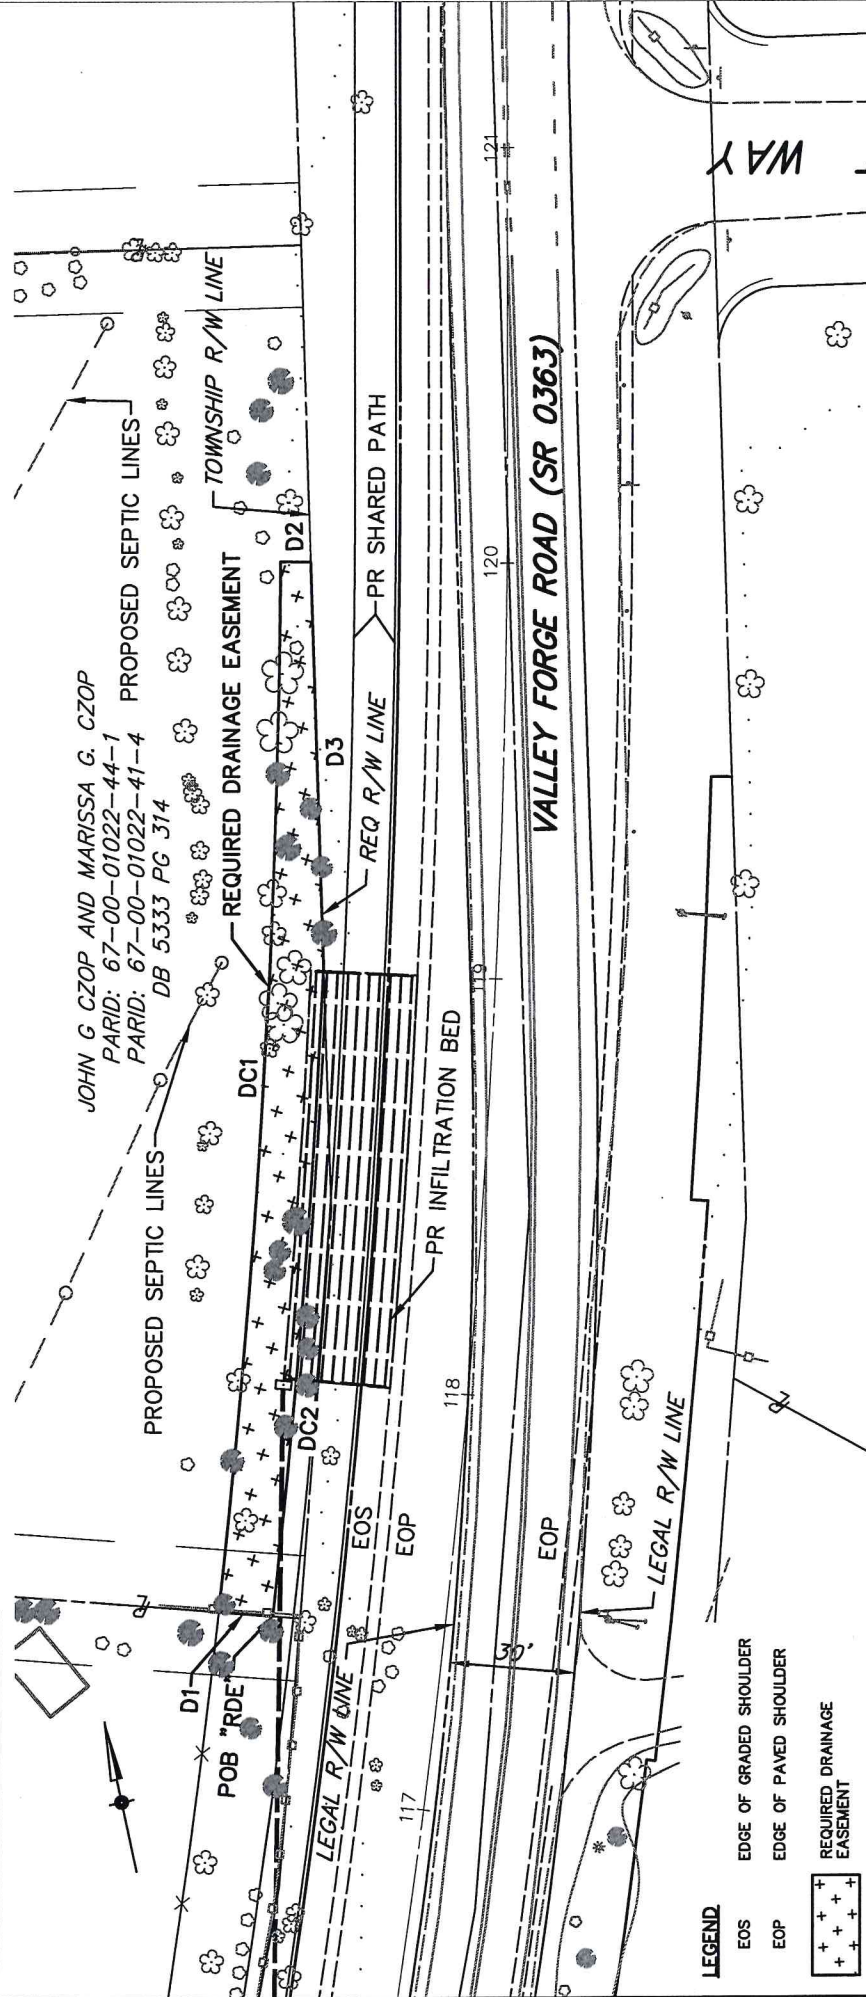 JOHN G CZOP AND MARISSA G. CZOP
PARID: 67-00-01022-44-1
PARID: 67-00-01022-41-4
DB 5333 PG 314
PROPOSED SEPTIC LINES
PROPOSED SEPTIC LINES
TOWNSHIP R/W LINE
REQUIRED DRAINAGE EASEMENT
DC1
D2
D3
REQ R/W LINE
PR SHARED PATH
PR INFILTRATION BED
DC2
D1
POB "RDE"
EOS
EOP
LEGAL R/W LINE
117
118
119
120
121
VALLEY FORGE ROAD (SR 0363)
WAY
EOP
30'
LEGAL R/W LINE
LEGEND
EOS EDGE OF GRADED SHOULDER
EOP EDGE OF PAVED SHOULDER
REQUIRED DRAINAGE
EASEMENT